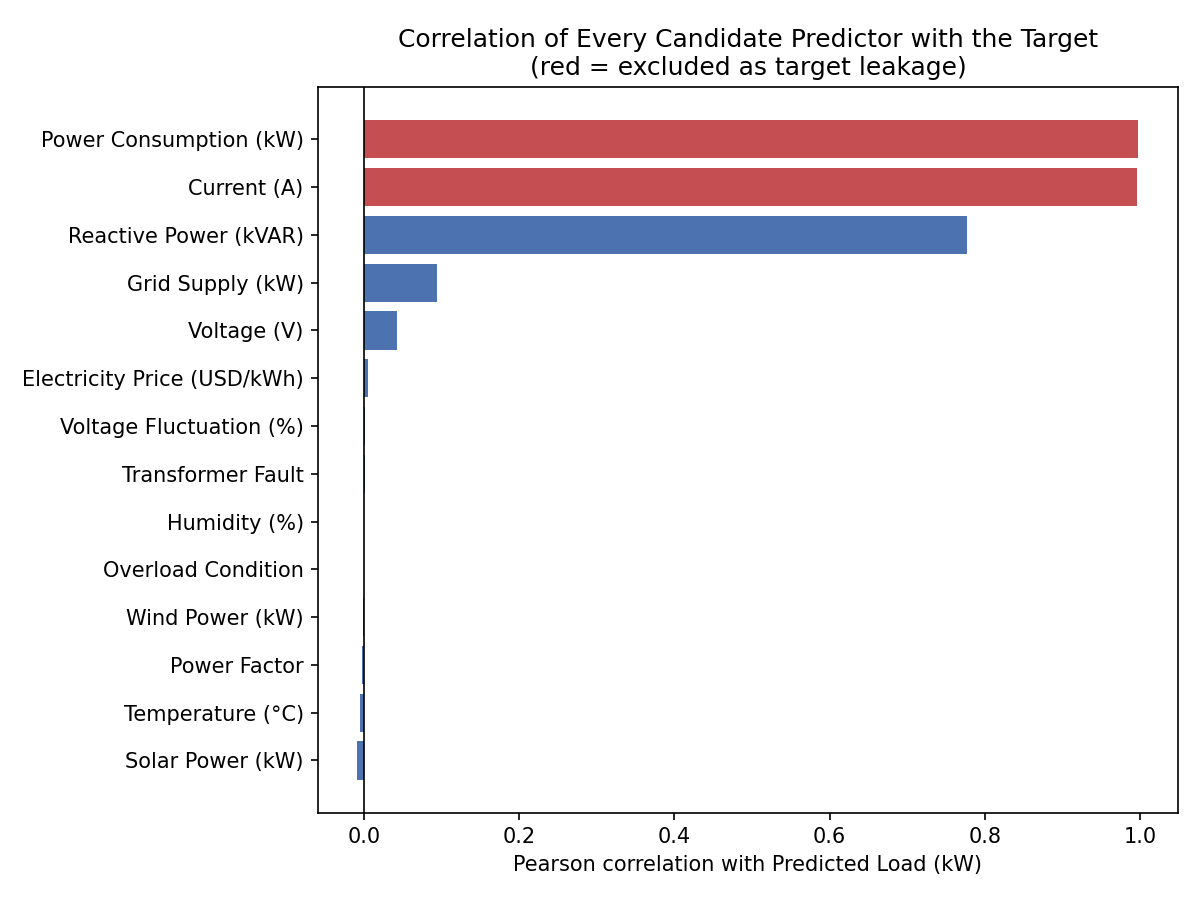 Correlation of Every Candidate Predictor with the Target
(red = excluded as target leakage)
Power Consumption (kW)
Current (A)
Reactive Power (kVAR)
Grid Supply (kW)
Voltage (V)
Electricity Price (USD/kWh)
Voltage Fluctuation (%)
Transformer Fault
Humidity (%)
Overload Condition
Wind Power (kW)
Power Factor
Temperature (°C)
Solar Power (kW)
0.0 0.2 0.4 0.6 0.8 1.0
Pearson correlation with Predicted Load (kW)